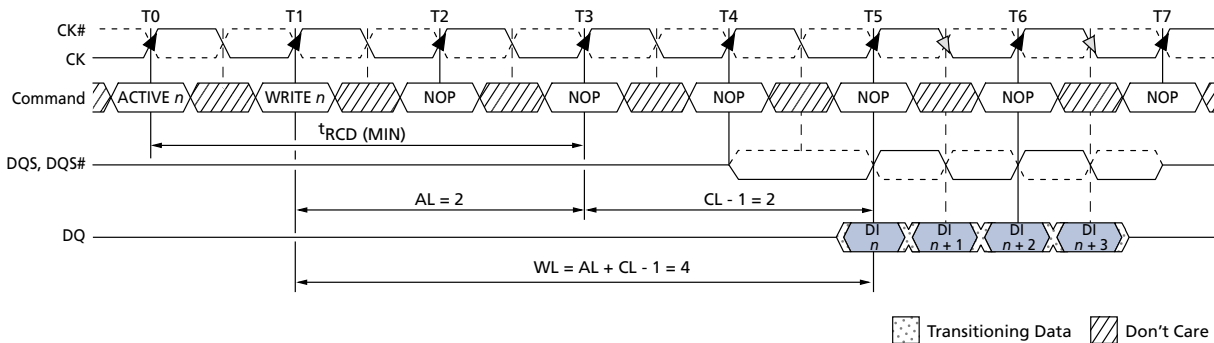 T0 T1 T2 T3 T4 T5 T6 T7
CK#
CK
Command ACTIVE n WRITE n NOP NOP NOP NOP NOP NOP
tRCD (MIN)
DQS, DQS#
AL = 2 CL - 1 = 2
DQ DI n DI n + 1 DI n + 2 DI n + 3
WL = AL + CL - 1 = 4
Transitioning Data Don't Care